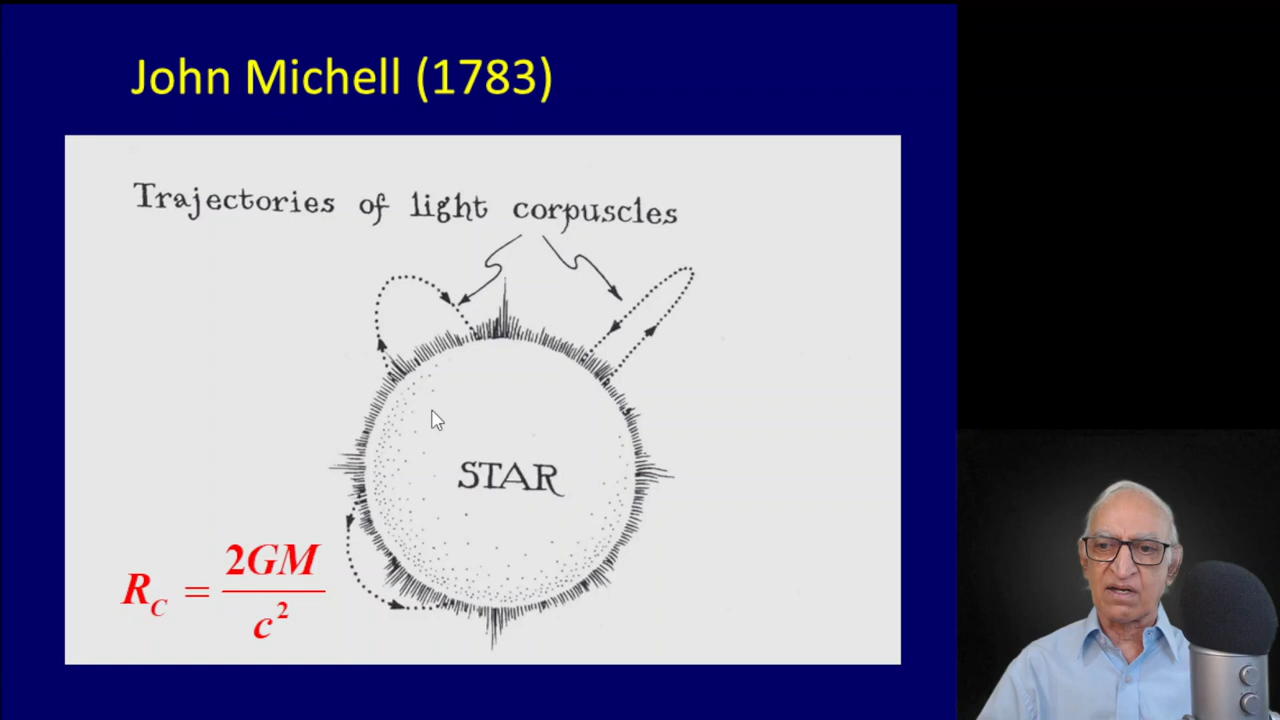 John Michell (1783)
Trajectories of light corpuscles
STAR
R_C = 2GM / c²